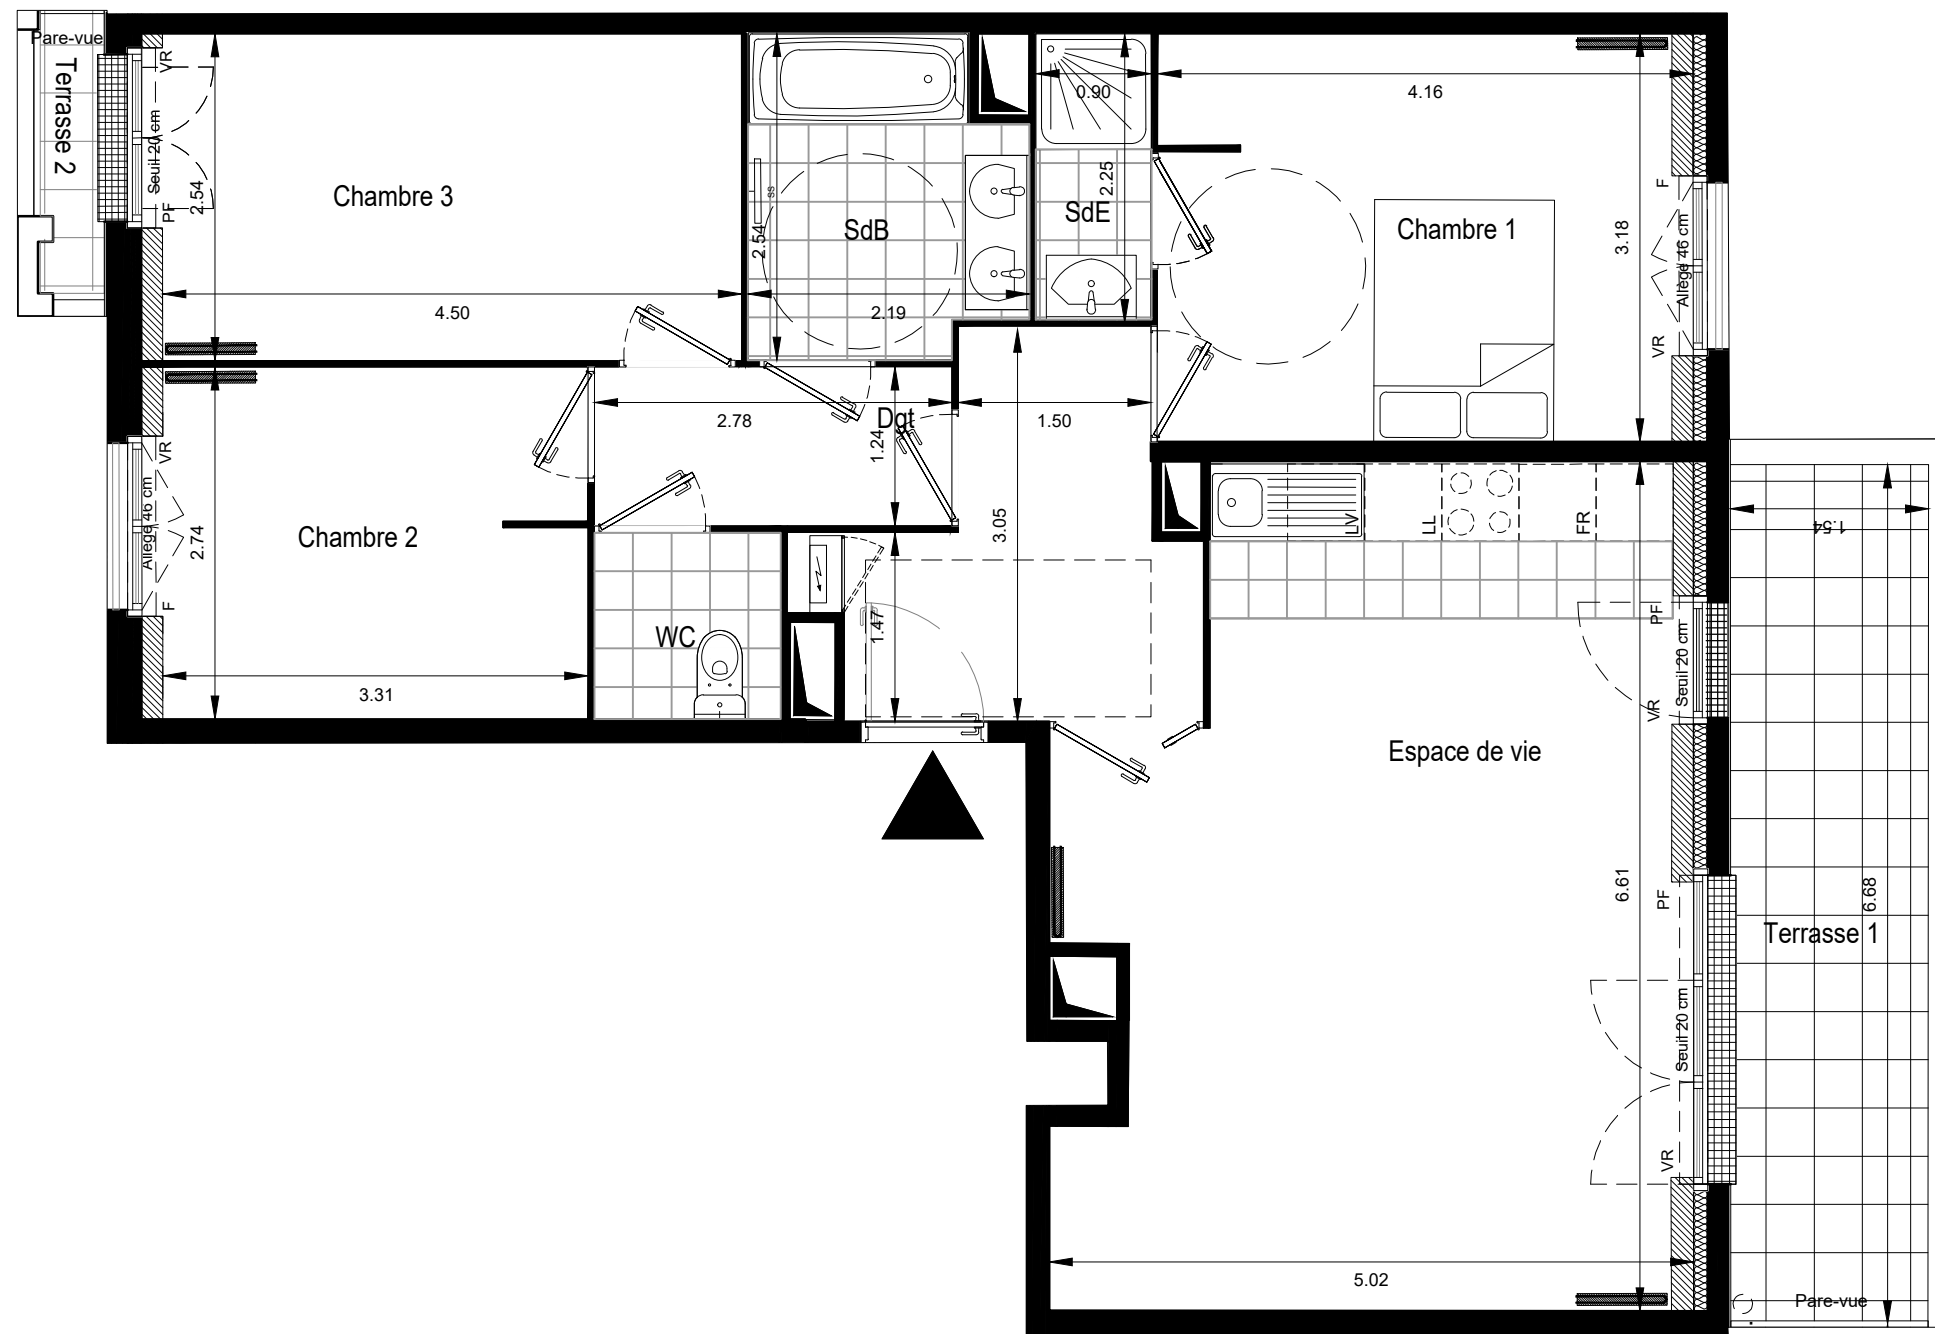 Pare-vue
Terrasse 2
VR
Seuil 20 cm
PF
2.54
Chambre 3
4.50
2.54
ss
SdB
2.19
0.90
2.25
SdE
4.16
Chambre 1
3.18
F
Allège 46 cm
VR
VR
Allège 46 cm
F
2.74
Chambre 2
3.31
2.78
Dgt
1.24
1.50
3.05
1.47
WC
LV
LL
FR
PF
Seuil 20 cm
VR
1.54
Espace de vie
6.61
PF
Seuil 20 cm
VR
6.68
Terrasse 1
5.02
Pare-vue